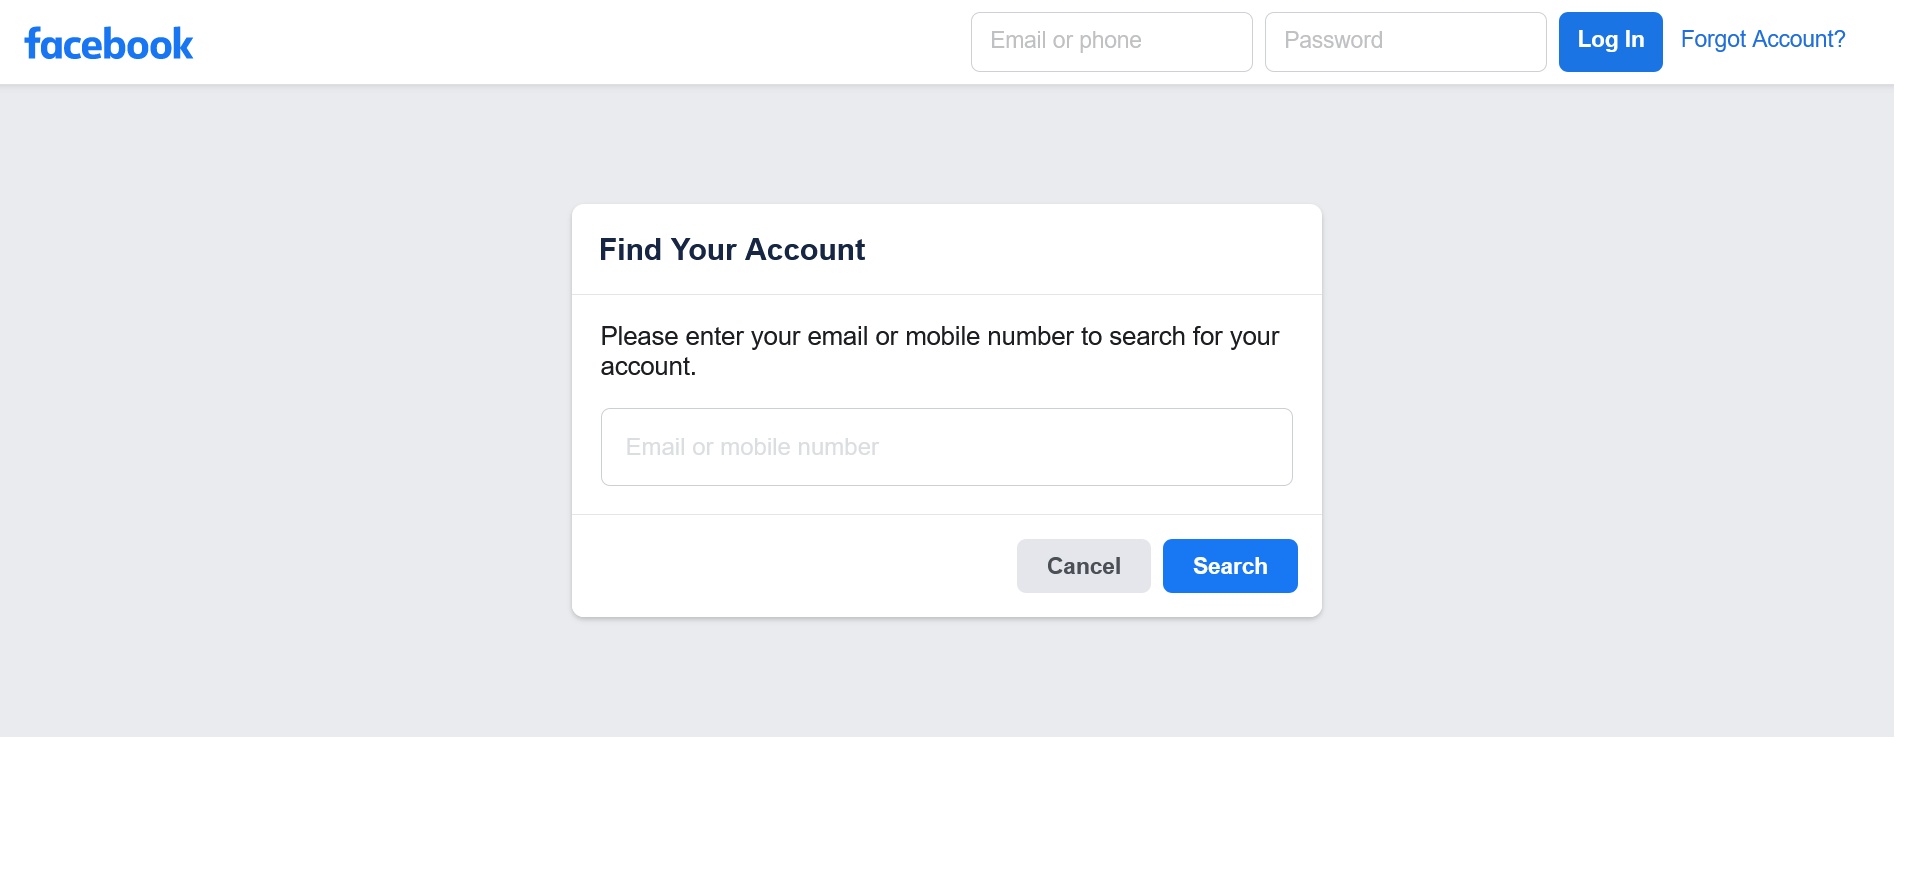 facebook
Email or phone
Password
Log In
Forgot Account?
Find Your Account
Please enter your email or mobile number to search for your
account.
Email or mobile number
Cancel
Search